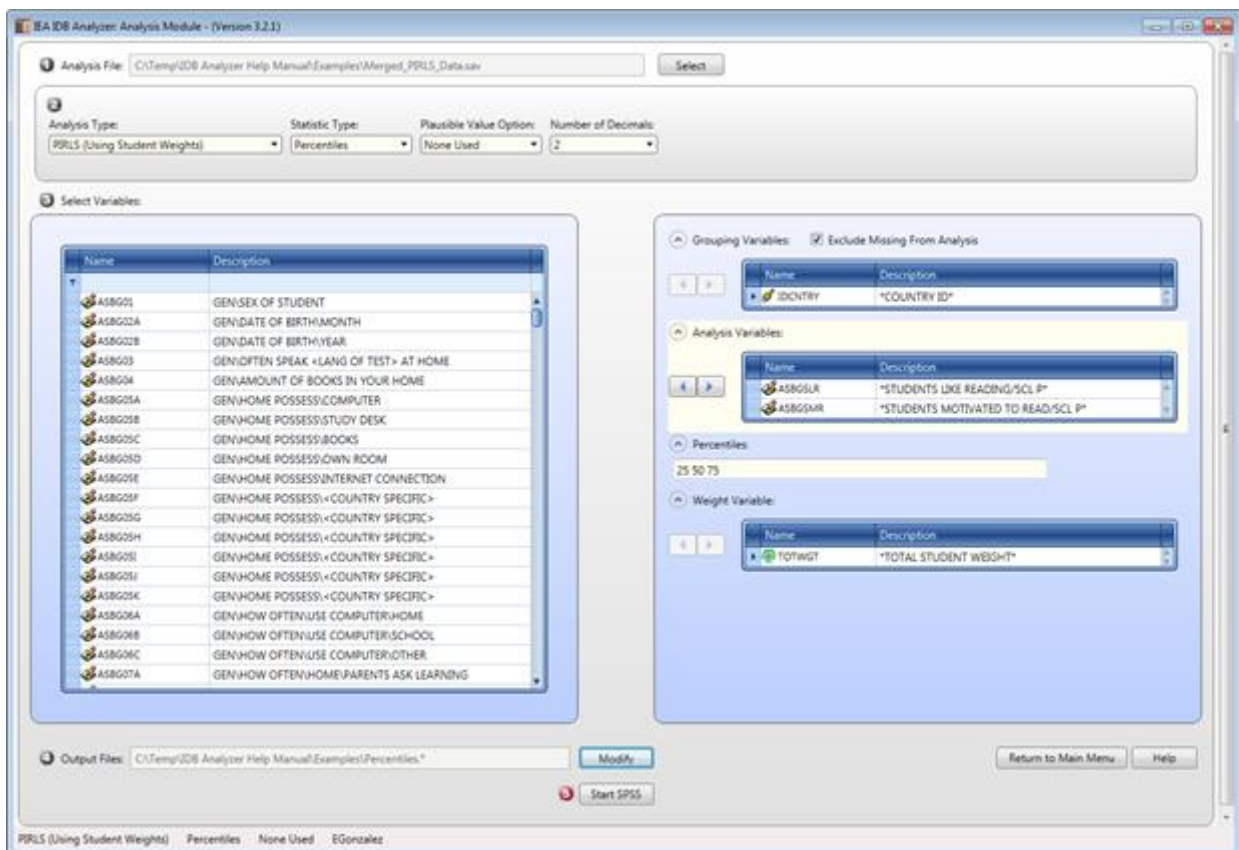 IEA IDB Analyzer: Analysis Module - (Version 3.2.1)
Analysis File: C:\Temp\IDB Analyzer Help Manual\Examples\Merged_PIRLS_Data.sav Select
Analysis Type: Statistic Type: Plausible Value Option: Number of Decimals:
PIRLS (Using Student Weights) Percentiles None Used 2
Select Variables:
Name Description
ASBG01 GEN\SEX OF STUDENT
ASBG02A GEN\DATE OF BIRTH\MONTH
ASBG02B GEN\DATE OF BIRTH\YEAR
ASBG03 GEN\OFTEN SPEAK <LANG OF TEST> AT HOME
ASBG04 GEN\AMOUNT OF BOOKS IN YOUR HOME
ASBG05A GEN\HOME POSSESS\COMPUTER
ASBG05B GEN\HOME POSSESS\STUDY DESK
ASBG05C GEN\HOME POSSESS\BOOKS
ASBG05D GEN\HOME POSSESS\OWN ROOM
ASBG05E GEN\HOME POSSESS\INTERNET CONNECTION
ASBG05F GEN\HOME POSSESS\<COUNTRY SPECIFIC>
ASBG05G GEN\HOME POSSESS\<COUNTRY SPECIFIC>
ASBG05H GEN\HOME POSSESS\<COUNTRY SPECIFIC>
ASBG05I GEN\HOME POSSESS\<COUNTRY SPECIFIC>
ASBG05J GEN\HOME POSSESS\<COUNTRY SPECIFIC>
ASBG05K GEN\HOME POSSESS\<COUNTRY SPECIFIC>
ASBG06A GEN\HOW OFTEN\USE COMPUTER\HOME
ASBG06B GEN\HOW OFTEN\USE COMPUTER\SCHOOL
ASBG06C GEN\HOW OFTEN\USE COMPUTER\OTHER
ASBG07A GEN\HOW OFTEN\HOME\PARENTS ASK LEARNING
Grouping Variables: Exclude Missing From Analysis
Name Description
IDCNTRY *COUNTRY ID*
Analysis Variables:
Name Description
ASBGSLR *STUDENTS LIKE READING/SCL P*
ASBGSMR *STUDENTS MOTIVATED TO READ/SCL P*
Percentiles:
25 50 75
Weight Variable:
Name Description
TOTWGT *TOTAL STUDENT WEIGHT*
Output Files: C:\Temp\IDB Analyzer Help Manual\Examples\Percentiles.* Modify Return to Main Menu Help
Start SPSS
PIRLS (Using Student Weights) Percentiles None Used EGonzalez